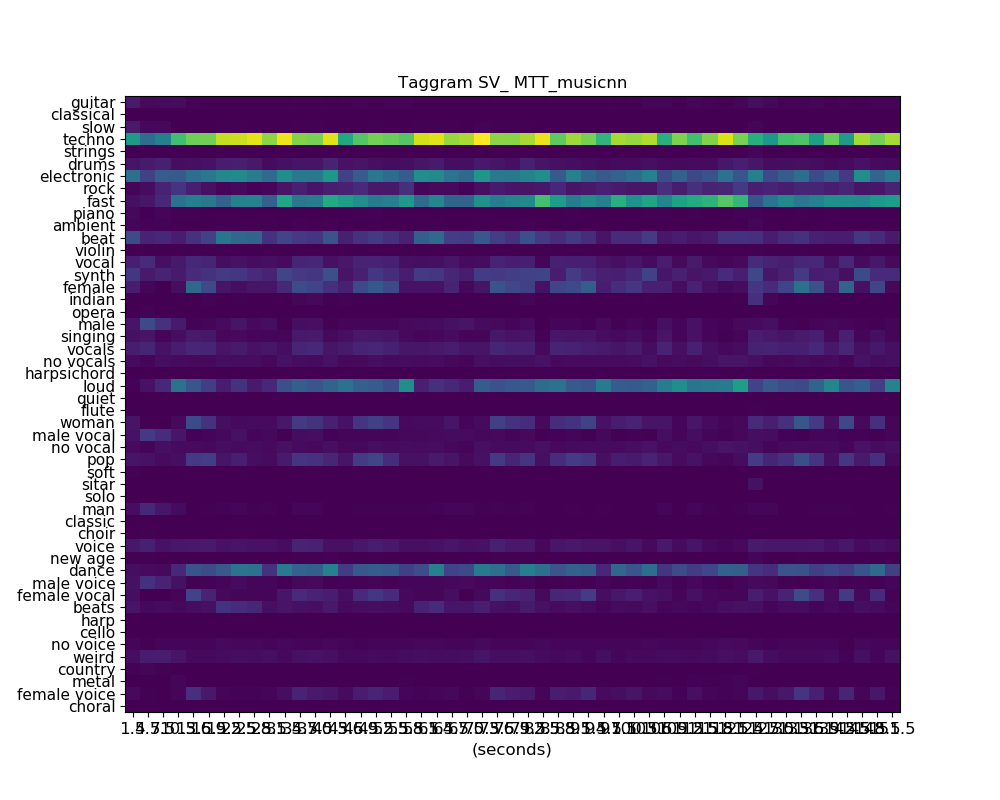 Taggram SV_ MTT_musicnn
guitar
classical
slow
techno
strings
drums
electronic
rock
fast
piano
ambient
beat
violin
vocal
synth
female
indian
opera
male
singing
vocals
no vocals
harpsichord
loud
quiet
flute
woman
male vocal
no vocal
pop
soft
sitar
solo
man
classic
choir
voice
new age
dance
male voice
female vocal
beats
harp
cello
no voice
weird
country
metal
female voice
choral
(seconds)